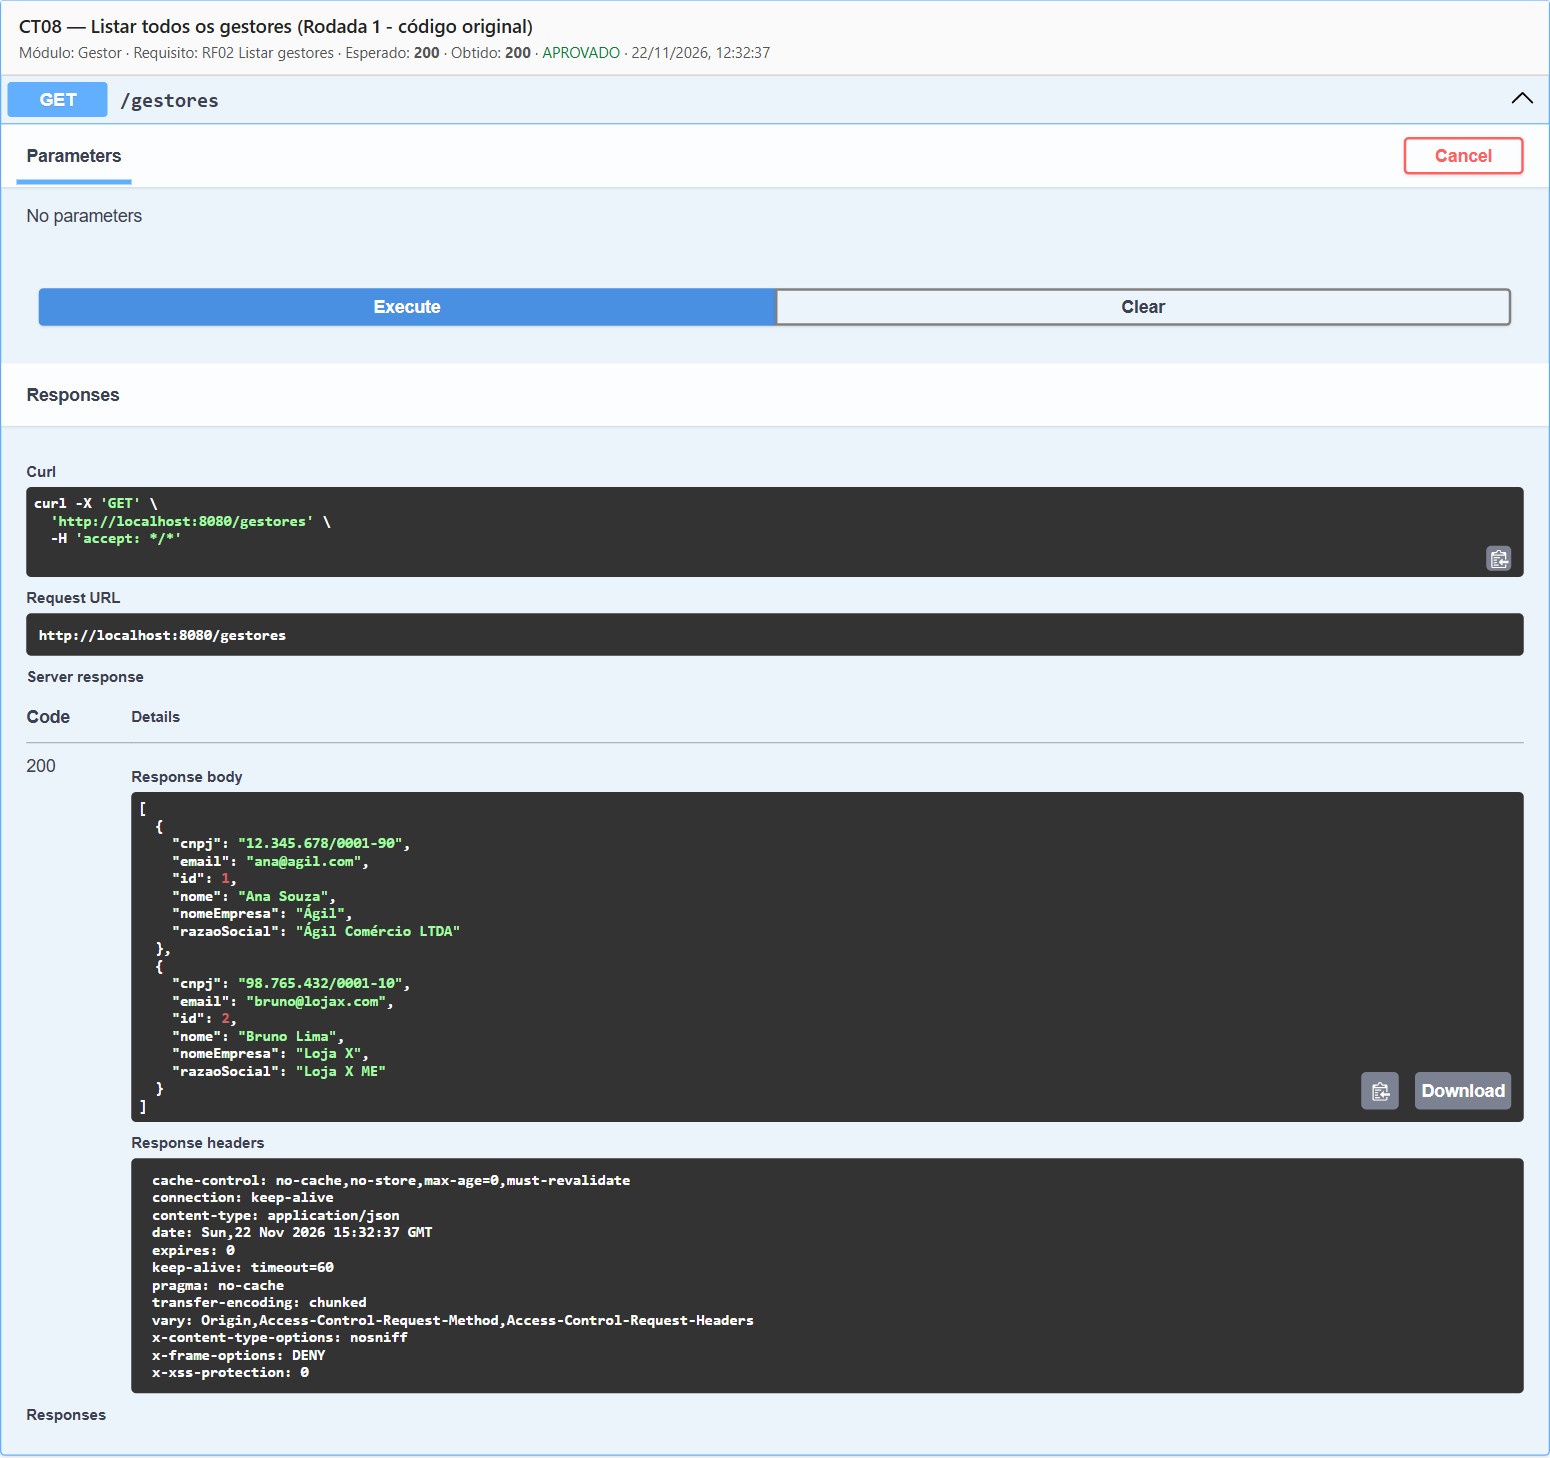 CT08 — Listar todos os gestores (Rodada 1 - código original)
Módulo: Gestor · Requisito: RF02 Listar gestores · Esperado: 200 · Obtido: 200 · APROVADO · 22/11/2026, 12:32:37
GET /gestores
Parameters
Cancel
No parameters
Execute
Clear
Responses
Curl
curl -X 'GET' \
  'http://localhost:8080/gestores' \
  -H 'accept: */*'
Request URL
http://localhost:8080/gestores
Server response
Code Details
200
Response body
[
  {
    "cnpj": "12.345.678/0001-90",
    "email": "ana@agil.com",
    "id": 1,
    "nome": "Ana Souza",
    "nomeEmpresa": "Ágil",
    "razaoSocial": "Ágil Comércio LTDA"
  },
  {
    "cnpj": "98.765.432/0001-10",
    "email": "bruno@lojax.com",
    "id": 2,
    "nome": "Bruno Lima",
    "nomeEmpresa": "Loja X",
    "razaoSocial": "Loja X ME"
  }
]
Download
Response headers
cache-control: no-cache,no-store,max-age=0,must-revalidate
connection: keep-alive
content-type: application/json
date: Sun,22 Nov 2026 15:32:37 GMT
expires: 0
keep-alive: timeout=60
pragma: no-cache
transfer-encoding: chunked
vary: Origin,Access-Control-Request-Method,Access-Control-Request-Headers
x-content-type-options: nosniff
x-frame-options: DENY
x-xss-protection: 0
Responses